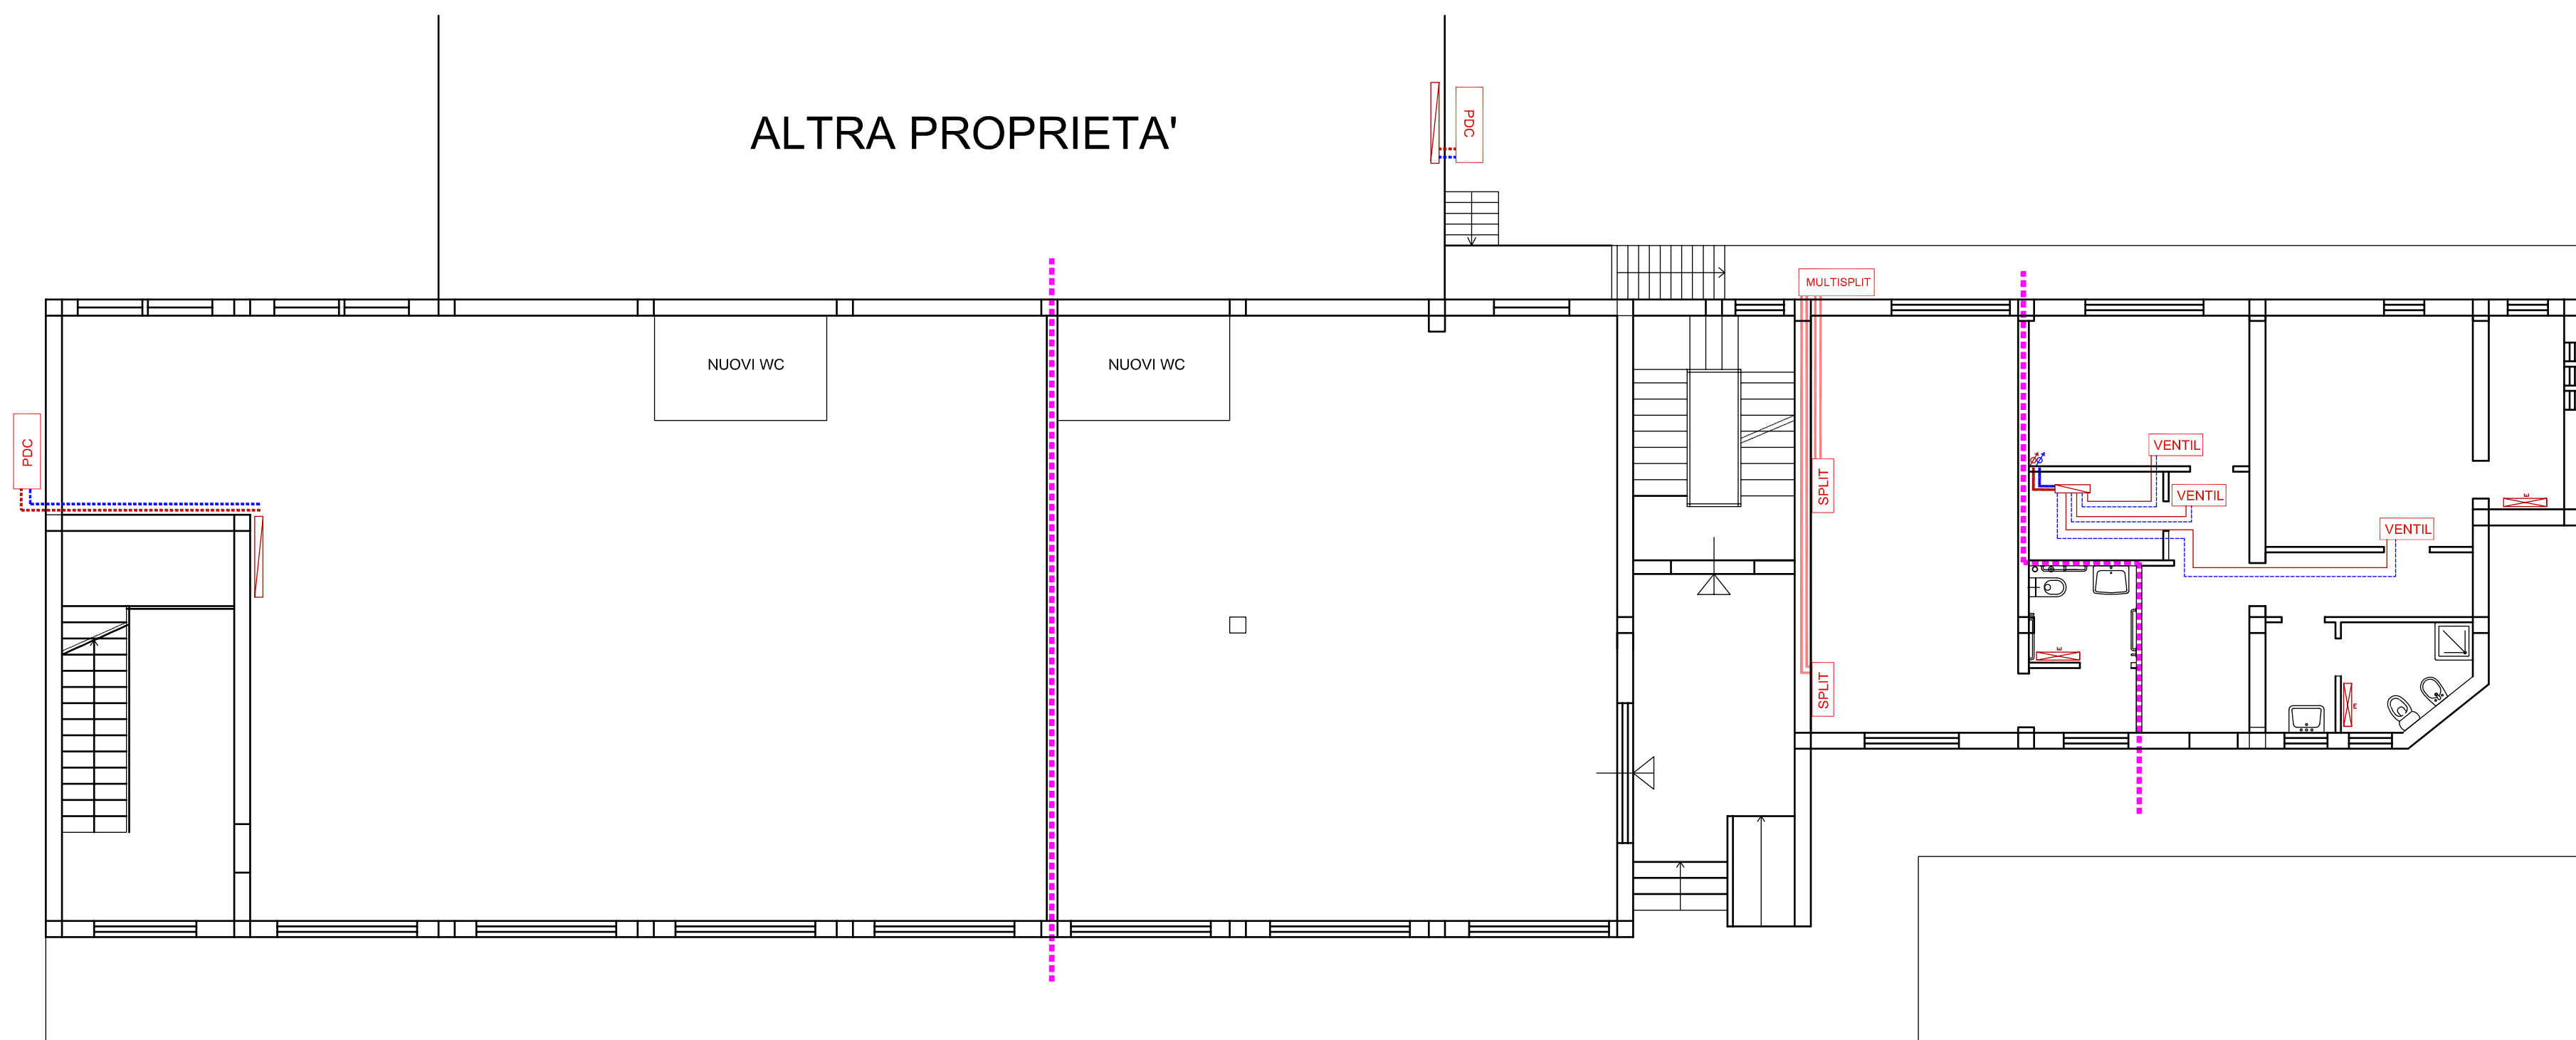 ALTRA PROPRIETA'
PDC
MULTISPLIT
NUOVI WC
NUOVI WC
PDC
VENTIL
VENTIL
SPLIT
E
VENTIL
E
SPLIT
E